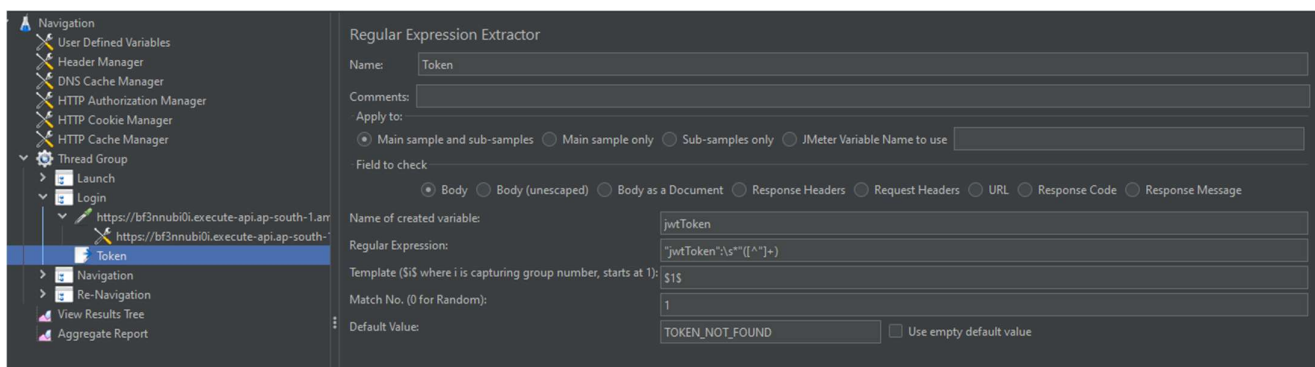 Navigation
User Defined Variables
Header Manager
DNS Cache Manager
HTTP Authorization Manager
HTTP Cookie Manager
HTTP Cache Manager
Thread Group
Launch
Login
https://bf3nnubi0i.execute-api.ap-south-1.am
https://bf3nnubi0i.execute-api.ap-south-1
Token
Navigation
Re-Navigation
View Results Tree
Aggregate Report
Regular Expression Extractor
Name: Token
Comments:
Apply to:
Main sample and sub-samples Main sample only Sub-samples only JMeter Variable Name to use
Field to check
Body Body (unescaped) Body as a Document Response Headers Request Headers URL Response Code Response Message
Name of created variable: jwtToken
Regular Expression: "jwtToken":\s*"([^"]+)
Template ($i$ where i is capturing group number, starts at 1): $1$
Match No. (0 for Random): 1
Default Value: TOKEN_NOT_FOUND Use empty default value